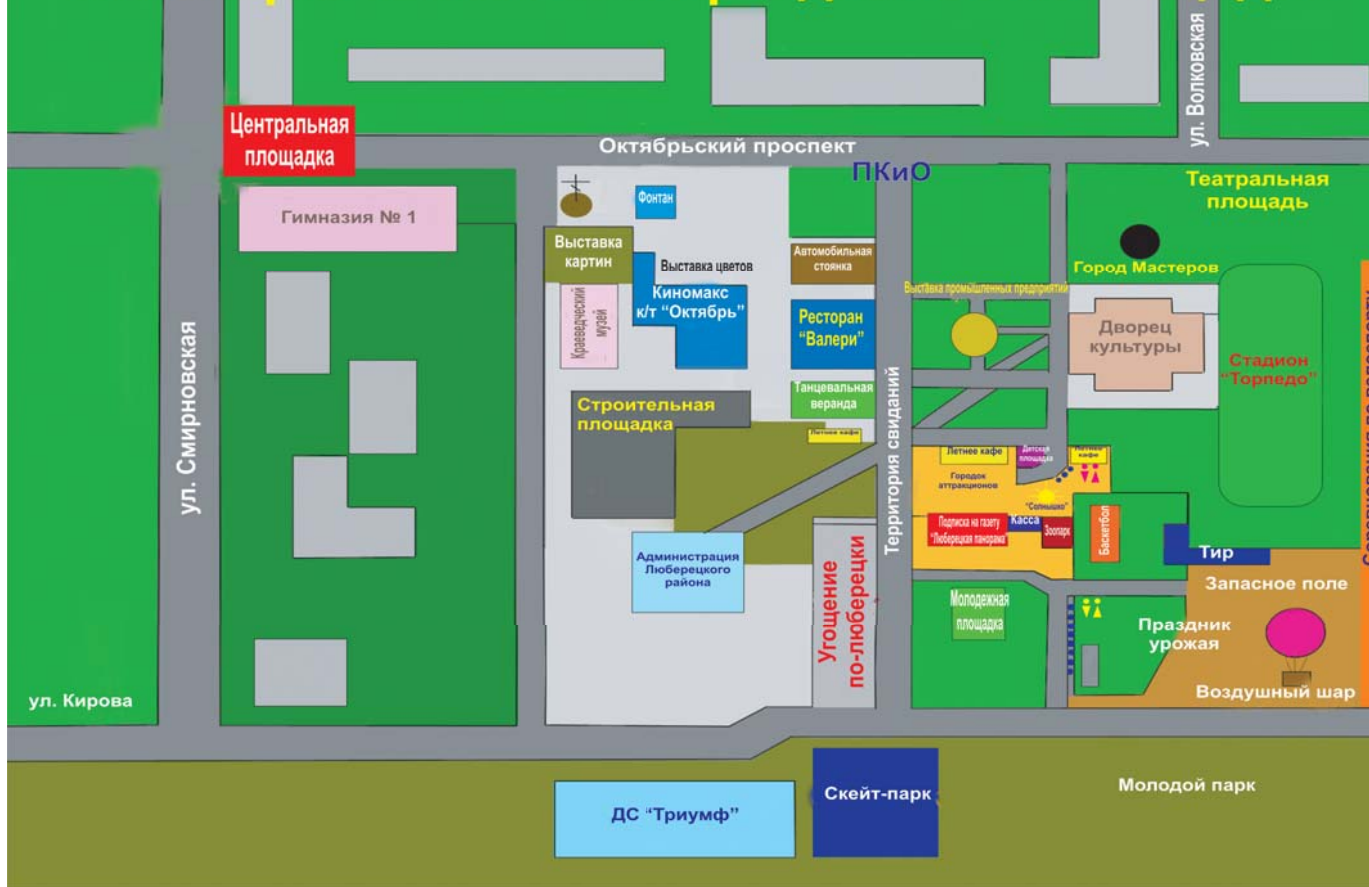 ул. Волковская
Центральная
площадка
Октябрьский проспект
ПКиО
Театральная
площадь
Гимназия № 1
Фонтан
Выставка
картин
Выставка цветов
Автомобильная
стоянка
Город Мастеров
Киномакс
к/т "Октябрь"
Краеведческий
музей
Выставка промышленных предприятий
Ресторан
"Валери"
Дворец
культуры
Стадион
"Торпедо"
ул. Смирновская
Строительная
площадка
Танцевальная
веранда
Летнее кафе
Территория свиданий
Летнее кафе
Детская
площадка
Летнее
кафе
Городок
аттракционов
"Солнышко"
Подписка на газету
"Люберецкая панорама"
Касса
Зоопарк
Баскетбол
Тир
Администрация
Люберецкого
района
Угощение
по-люберецки
Молодежная
площадка
Запасное поле
Праздник
урожая
Воздушный шар
ул. Кирова
ДС "Триумф"
Скейт-парк
Молодой парк